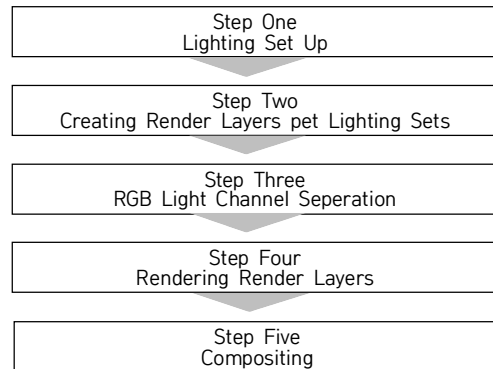 Step One
Lighting Set Up
Step Two
Creating Render Layers pet Lighting Sets
Step Three
RGB Light Channel Seperation
Step Four
Rendering Render Layers
Step Five
Compositing